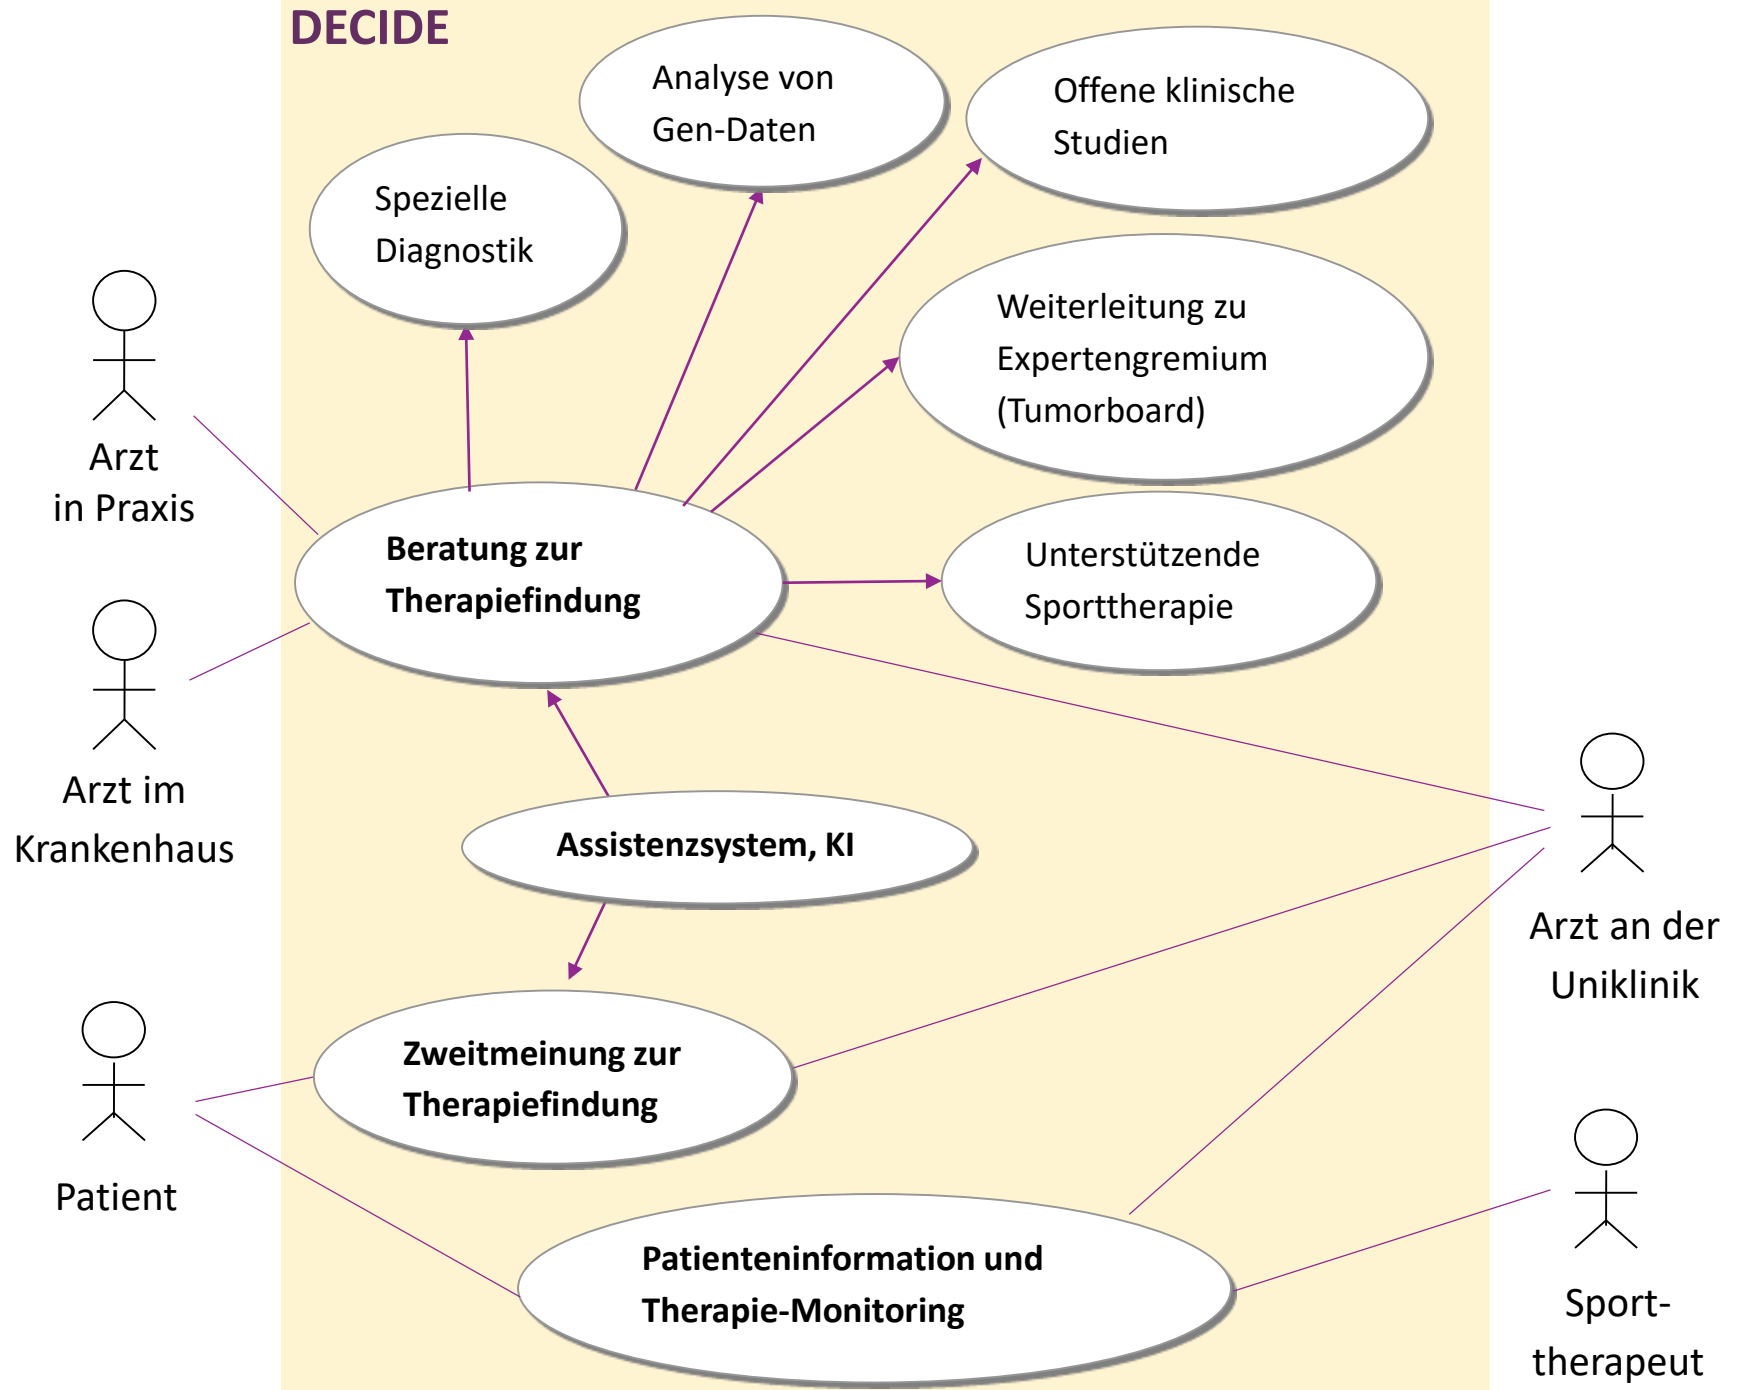 DECIDE
Analyse von
Gen-Daten
Offene klinische
Studien
Spezielle
Diagnostik
Weiterleitung zu
Expertengremium
(Tumorboard)
Arzt
in Praxis
Beratung zur
Therapiefindung
Unterstützende
Sporttherapie
Arzt im
Krankenhaus
Assistenzsystem, KI
Arzt an der
Uniklinik
Zweitmeinung zur
Therapiefindung
Patient
Patienteninformation und
Therapie-Monitoring
Sport-
therapeut